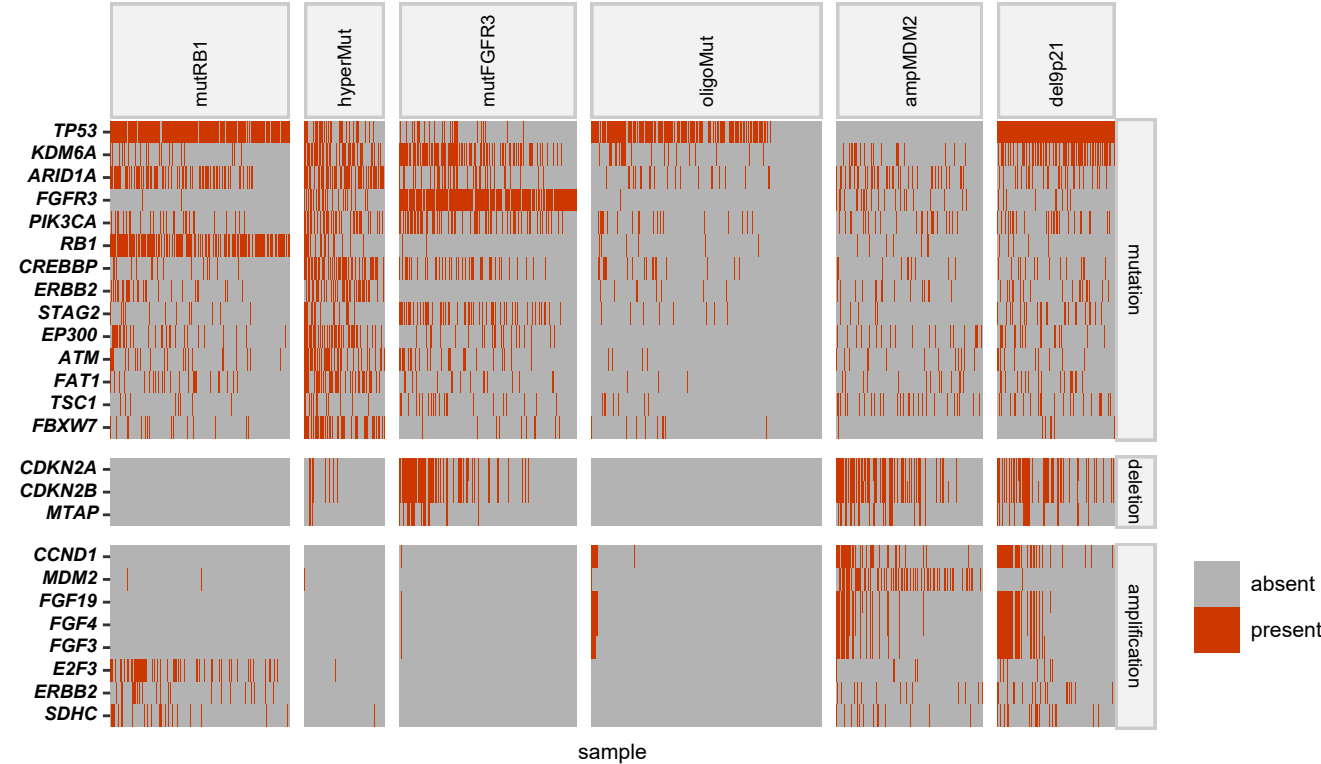 mutRB1
hyperMut
mutFGFR3
oligoMut
ampMDM2
del9p21
TP53
KDM6A
ARID1A
FGFR3
PIK3CA
RB1
CREBBP
ERBB2
STAG2
EP300
ATM
FAT1
TSC1
FBXW7
mutation
CDKN2A
CDKN2B
MTAP
deletion
CCND1
MDM2
FGF19
FGF4
FGF3
E2F3
ERBB2
SDHC
amplification
absent
present
sample